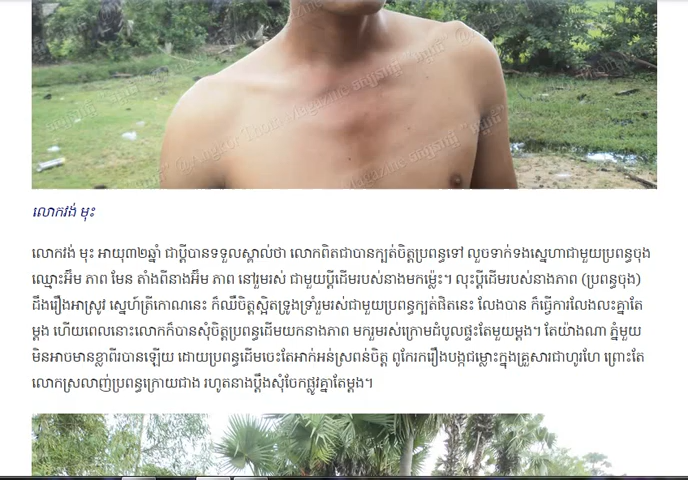 លោកវង់ មុះ
លោកវង់ មុះ អាយុ៣២ឆ្នាំ ជាប្ដីបានទទួលស្គាល់ថា លោកពិតជាបានក្បត់ចិត្តប្រពន្ធទៅ លួចទាក់ទងស្នេហាជាមួយប្រពន្ធចុង
ឈ្មោះអ៊ឹម ភាព មែន តាំងពីនាងអ៊ឹម ភាព នៅរួមរស់ ជាមួយប្ដីដើមរបស់នាងមកម្ល៉េះ។ លុះប្ដីដើមរបស់នាងភាព (ប្រពន្ធចុង)
ដឹងរឿងអាស្រូវ ស្នេហ៍ត្រីកោណនេះ ក៏ឈឺចិត្តស្អិតទ្រូងទ្រាំរួមរស់ជាមួយប្រពន្ធក្បត់ផិតនេះ លែងបាន ក៏ធ្វើការលែងលះគ្នាតែ
ម្ដង ហើយពេលនោះលោកក៏បានសុំចិត្តប្រពន្ធដើមយកនាងភាព មករួមរស់ក្រោមដំបូលផ្ទះតែមួយតែម្ដង។ តែយ៉ាងណា ភ្នំមួយ
មិនអាចមានខ្លាពីរបានឡើយ ដោយប្រពន្ធដើមចេះតែអាក់អន់ស្រពន់ចិត្ត ពូកែរករឿងបង្កជម្លោះក្នុងគ្រួសារជាហូរហែ ព្រោះតែ
លោកស្រលាញ់ប្រពន្ធក្រោយជាង រហូតនាងប្ដឹងសុំចែកផ្លូវគ្នាតែម្ដង។